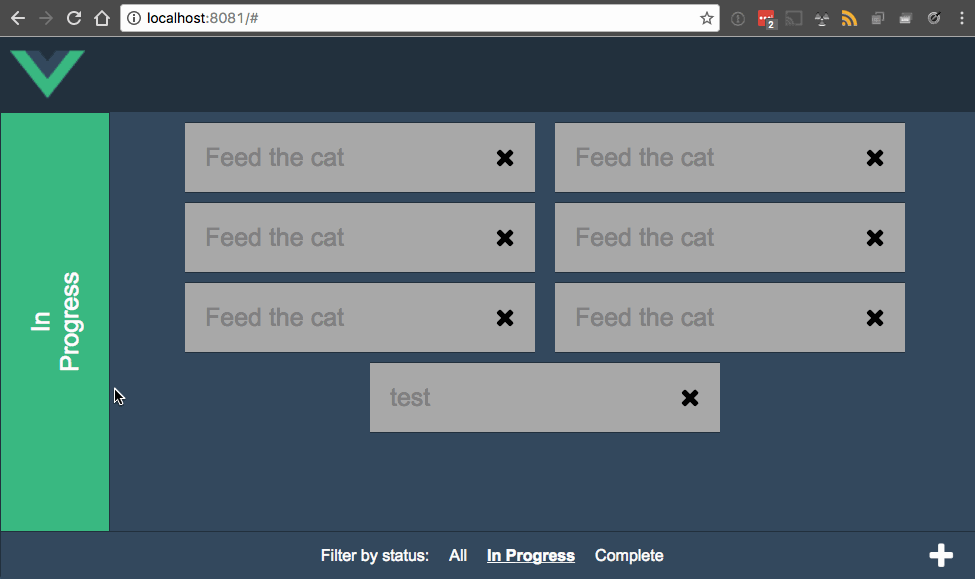 localhost:8081/#
2
In
Progress
Feed the cat
Feed the cat
Feed the cat
Feed the cat
Feed the cat
Feed the cat
test
Filter by status: All In Progress Complete